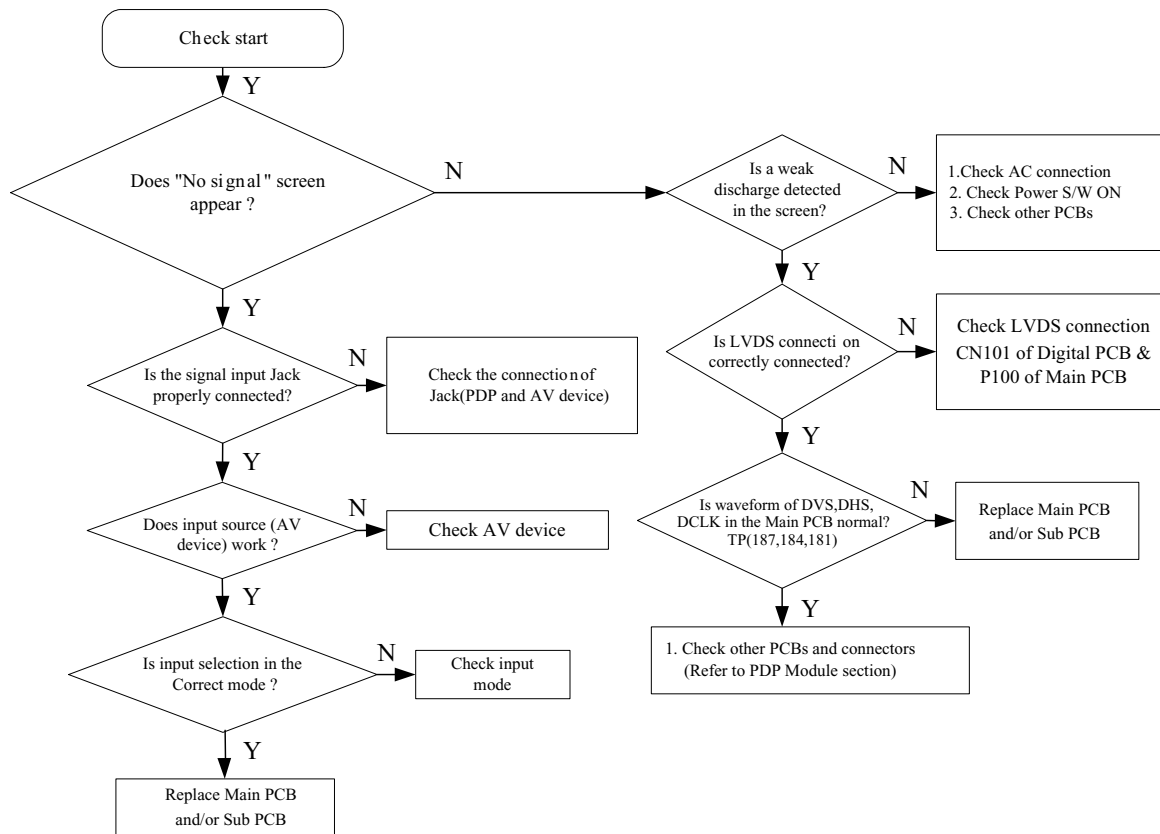 Check start
Y
Does "No signal" screen
appear ?
N
Is a weak
discharge detected
in the screen?
N
1.Check AC connection
2. Check Power S/W ON
3. Check other PCBs
Y
Y
Is the signal input Jack
properly connected?
N
Check the connection of
Jack(PDP and AV device)
Is LVDS connecti on
correctly connected?
N
Check LVDS connection
CN101 of Digital PCB &
P100 of Main PCB
Y
Y
Does input source (AV
device) work ?
N
Check AV device
Is waveform of DVS,DHS,
DCLK in the Main PCB normal?
TP(187,184,181)
N
Replace Main PCB
and/or Sub PCB
Y
Y
Is input selection in the
Correct mode ?
N
Check input
mode
1. Check other PCBs and connectors
(Refer to PDP Module section)
Y
Replace Main PCB
and/or Sub PCB